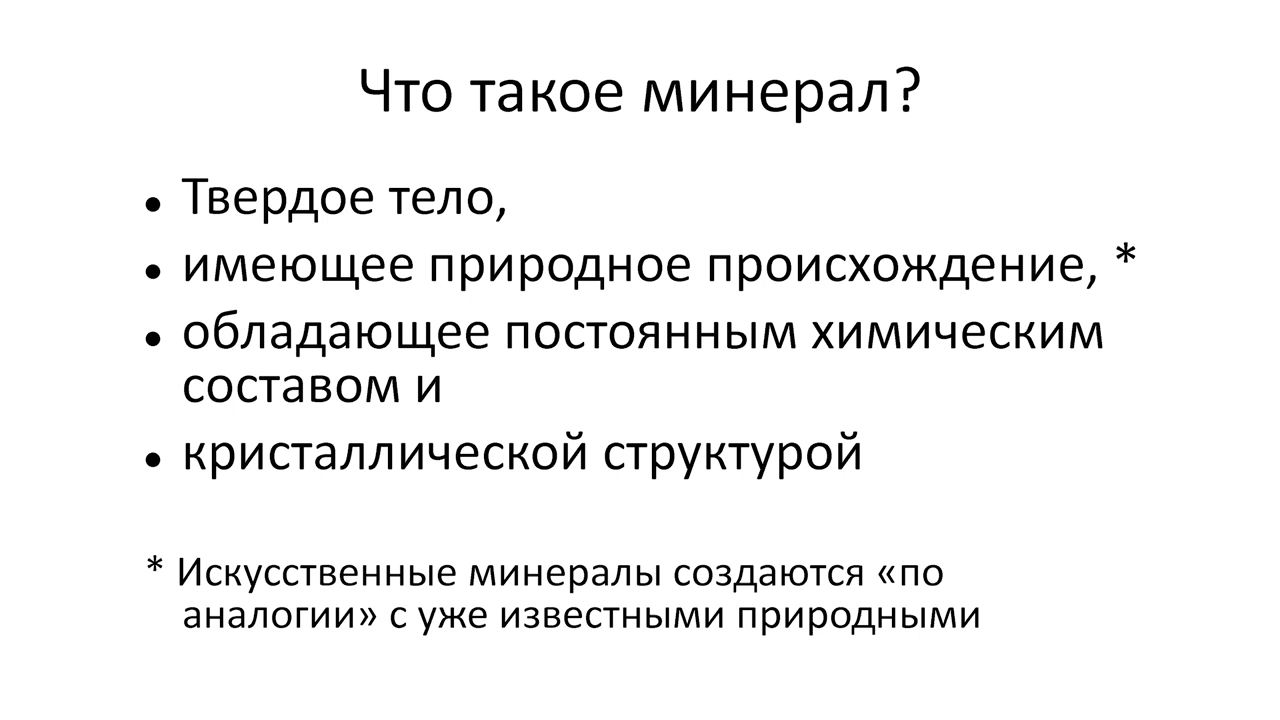 Что такое минерал?
• Твердое тело,
• имеющее природное происхождение, *
• обладающее постоянным химическим
составом и
• кристаллической структурой
* Искусственные минералы создаются «по
аналогии» с уже известными природными